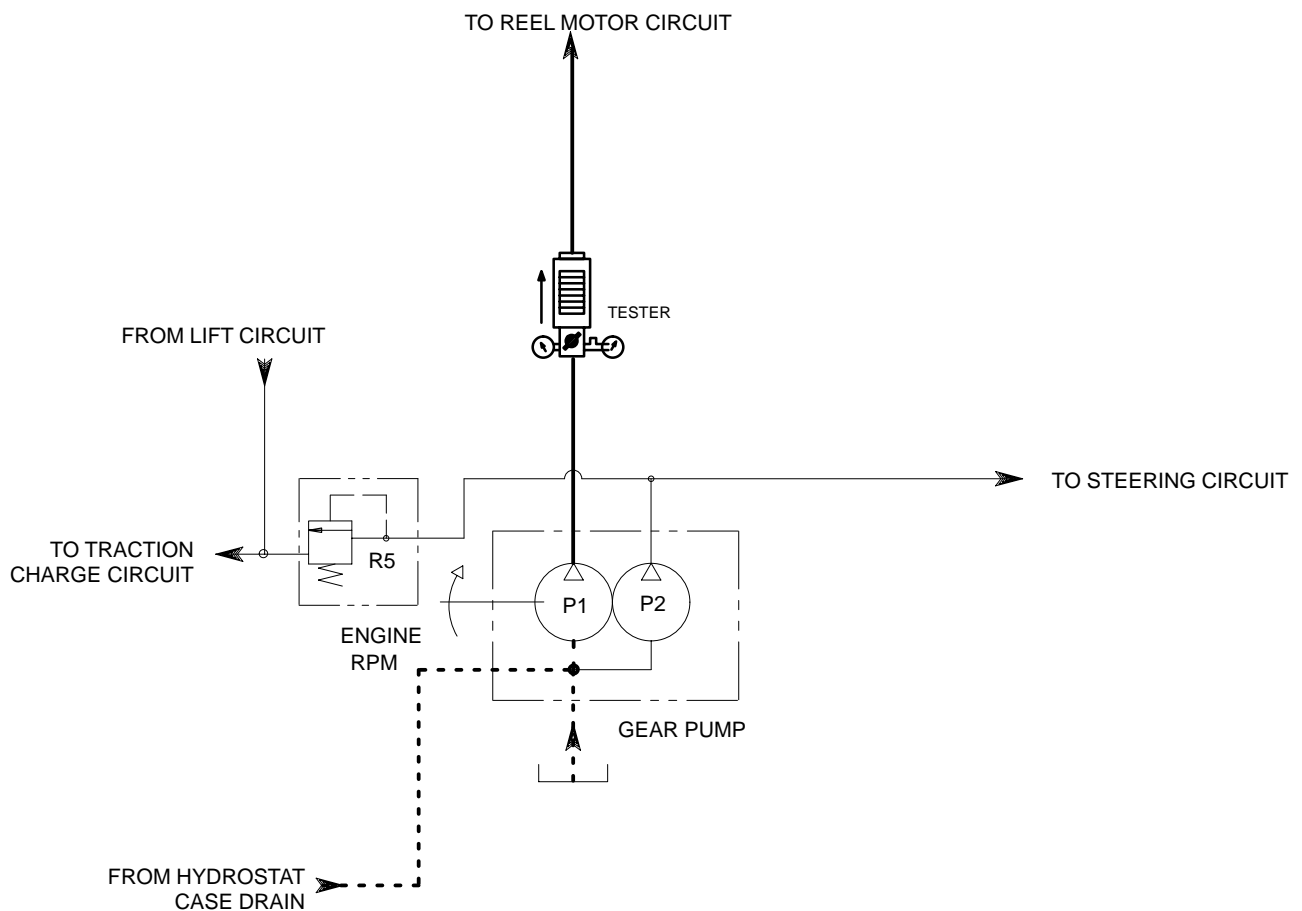 TO REEL MOTOR CIRCUIT
TESTER
FROM LIFT CIRCUIT
TO STEERING CIRCUIT
TO TRACTION
CHARGE CIRCUIT
R5
P1
P2
ENGINE
RPM
GEAR PUMP
FROM HYDROSTAT
CASE DRAIN